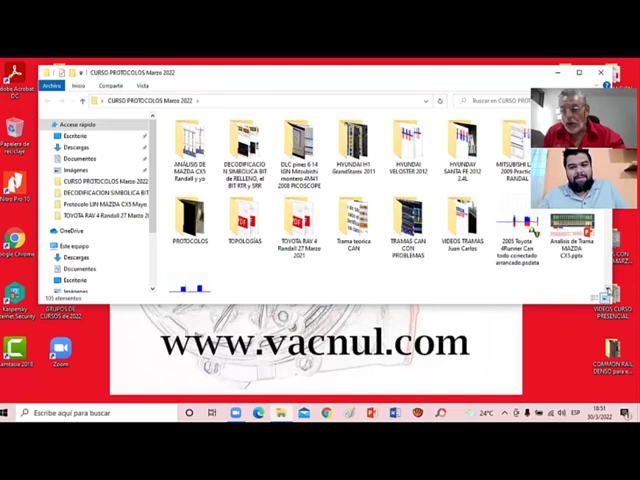 CURSO PROTOCOLOS Marzo 2022
Archivo Inicio Compartir Vista
CURSO PROTOCOLOS Marzo 2022
Buscar en CURSO PROT
Acceso rápido
Escritorio
Descargas
Documentos
Imágenes
CURSO PROTOCOLOS Marzo 2022
DECODIFICACION SIMBOLICA BIT
Protocolo LIN MAZDA CX5 Mayo
TOYOTA RAV 4 Randall 27 Marzo 2
OneDrive
Este equipo
Descargas
Documentos
Escritorio
Imágenes
105 elementos
ANÁLISIS DE
MAZDA CX5
Randall y yo
DECODIFICACIO
N SIMBOLICA BIT
de RELLENO, el
BIT RTR y SRR
DLC pines 6 14
IGN Mitsubishi
montero 4M41
2008 PICOSCOPE
HYUNDAI H1
GrandStarex 2011
HYUNDAI
VELOSTER 2012
HYUNDAI
SANTA FE 2012
2.4L
MITSUBISHI L
2009 Practic
RANDAL
PROTOCOLOS
TOPOLOGÍAS
TOYOTA RAV 4
Randall 27 Marzo
2021
Trama teorica
CAN
TRAMAS CAN
CON
PROBLEMAS
VIDEOS TRAMAS
Juan Carlos
2005 Toyota
4Runner Can
todo conectado
arrancado.psdata
Analisis de Trama
MAZDA
CX5.pptx
Adobe Acrobat
DC
Papelera de
reciclaje
Nitro Pro 10
Google Chrome
Kaspersky
Internet Security
GRUPOS DE
CURSOS de 2022
Camtasia 2018
Zoom
VIDEOS CURSO
PRESENCIAL
COMMON RAIL
DENSO para e...
www.vacnul.com
Escribe aquí para buscar
24°C
ESP
18:51
30/3/2022